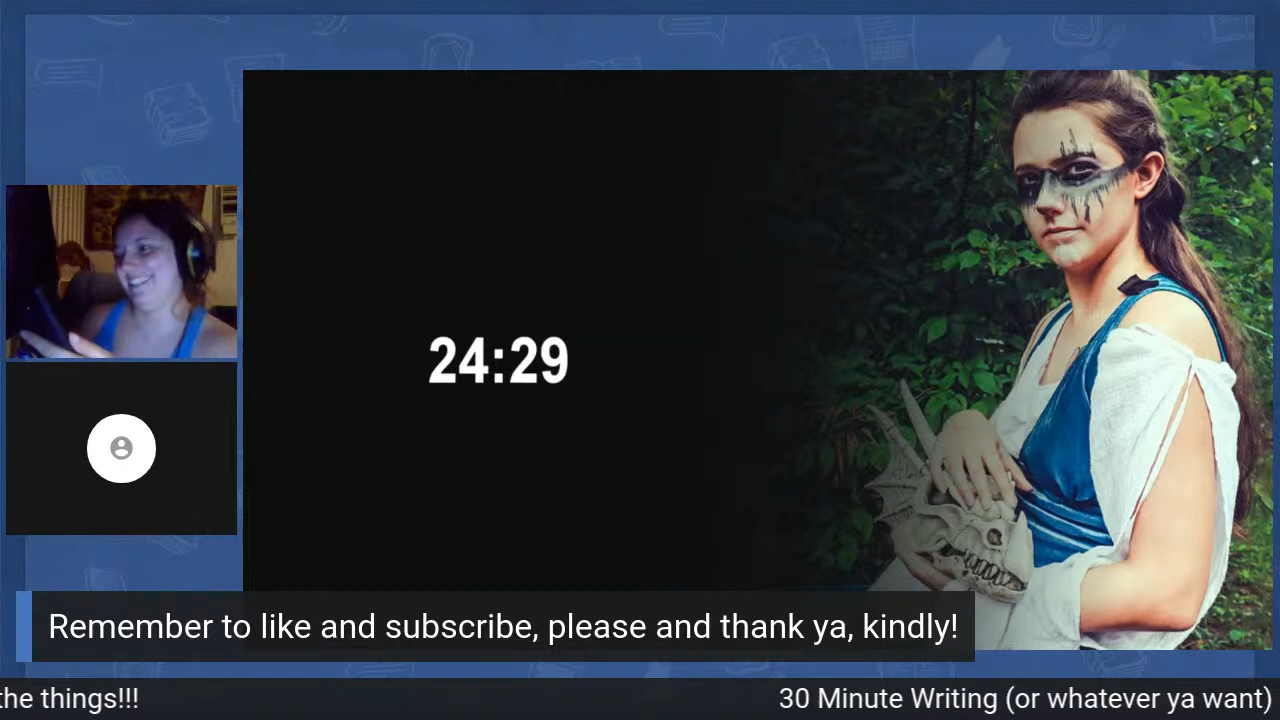 24:29
Remember to like and subscribe, please and thank ya, kindly!
the things!!! 30 Minute Writing (or whatever ya want)